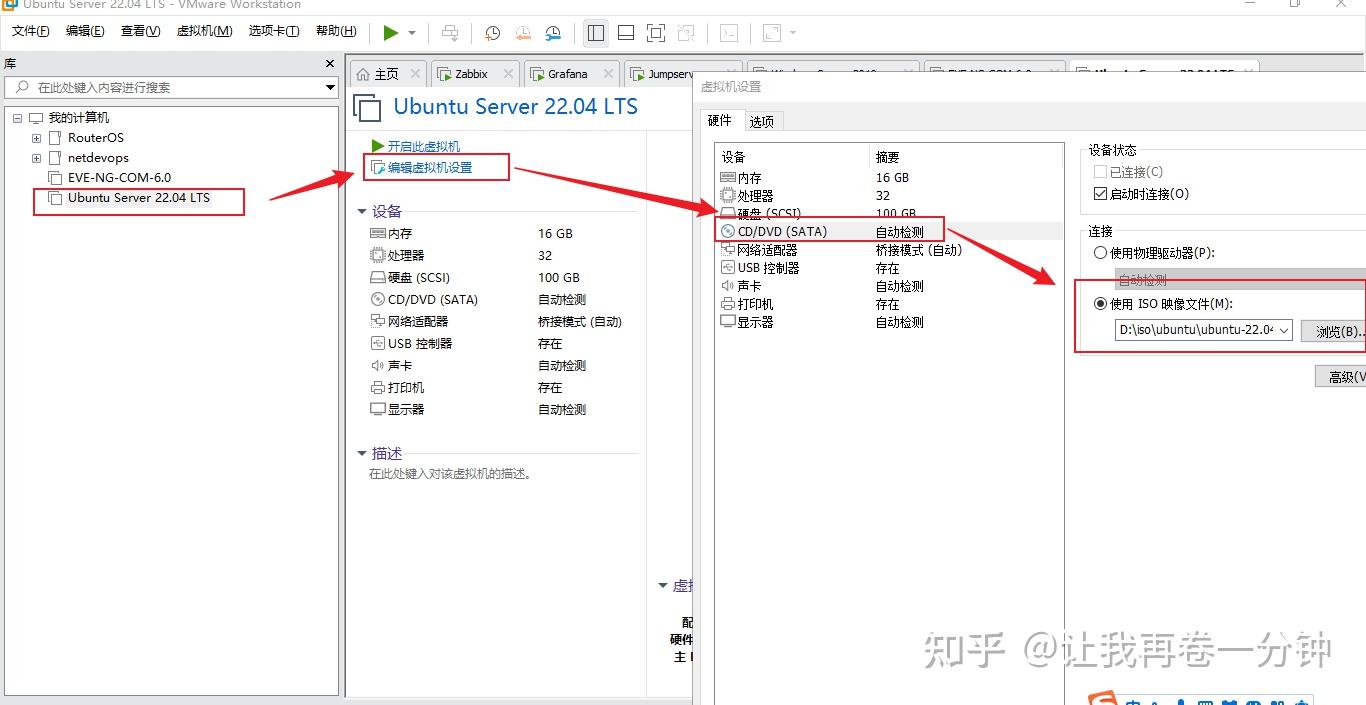 Ubuntu Server 22.04 LTS - VMware Workstation
文件(F) 编辑(E) 查看(V) 虚拟机(M) 选项卡(T) 帮助(H)
库
在此处键入内容进行搜索
我的计算机
RouterOS
netdevops
EVE-NG-COM-6.0
Ubuntu Server 22.04 LTS
主页 Zabbix Grafana Jumpserv
Ubuntu Server 22.04 LTS
开启此虚拟机
编辑虚拟机设置
设备
内存 16 GB
处理器 32
硬盘 (SCSI) 100 GB
CD/DVD (SATA) 自动检测
网络适配器 桥接模式 (自动)
USB 控制器 存在
声卡 自动检测
打印机 存在
显示器 自动检测
描述
在此处键入对该虚拟机的描述。
虚拟机设置
硬件 选项
设备 摘要
内存 16 GB
处理器 32
硬盘 (SCSI) 100 GB
CD/DVD (SATA) 自动检测
网络适配器 桥接模式 (自动)
USB 控制器 存在
声卡 自动检测
打印机 存在
显示器 自动检测
设备状态
已连接(C)
启动时连接(O)
连接
使用物理驱动器(P):
自动检测
使用 ISO 映像文件(M):
D:\iso\ubuntu\ubuntu-22.04 浏览(B)..
高级(V
虚拟
配
硬件
主
知乎 @让我再卷一分钟